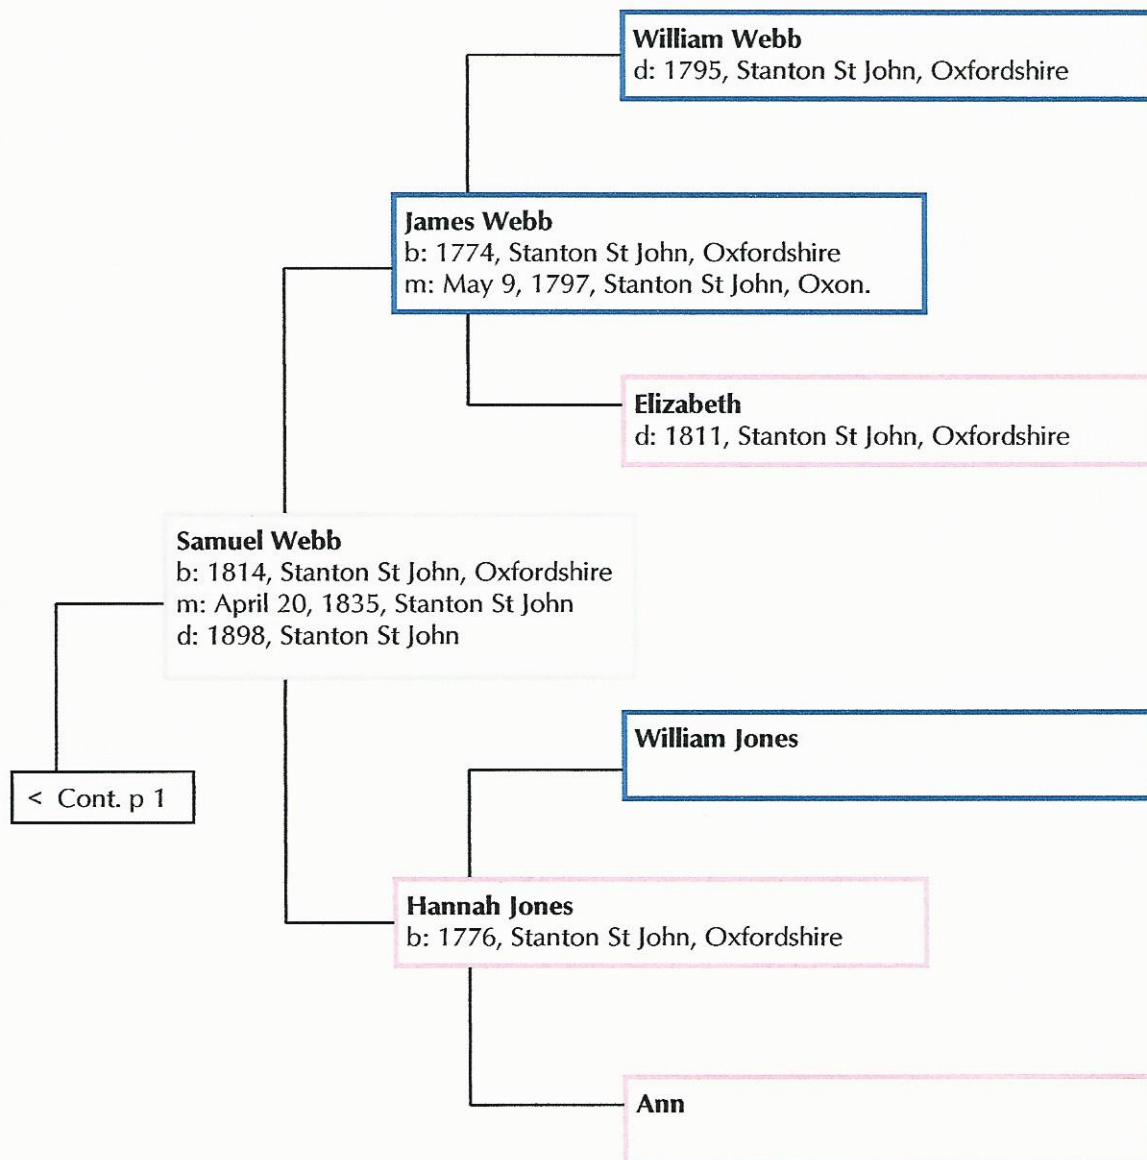 William Webb
d: 1795, Stanton St John, Oxfordshire
James Webb
b: 1774, Stanton St John, Oxfordshire
m: May 9, 1797, Stanton St John, Oxon.
Elizabeth
d: 1811, Stanton St John, Oxfordshire
Samuel Webb
b: 1814, Stanton St John, Oxfordshire
m: April 20, 1835, Stanton St John
d: 1898, Stanton St John
William Jones
< Cont. p 1
Hannah Jones
b: 1776, Stanton St John, Oxfordshire
Ann